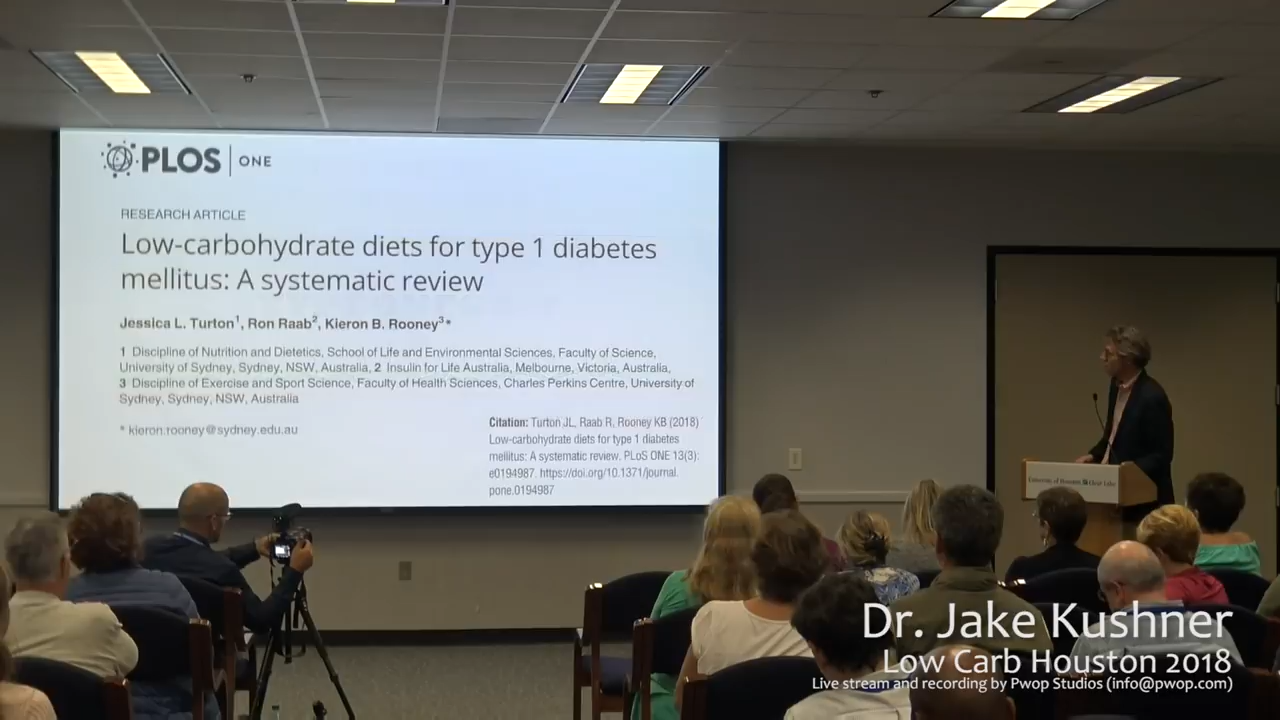 PLOS | ONE
RESEARCH ARTICLE
Low-carbohydrate diets for type 1 diabetes
mellitus: A systematic review
Jessica L. Turton1, Ron Raab2, Kieron B. Rooney3*
1 Discipline of Nutrition and Dietetics, School of Life and Environmental Sciences, Faculty of Science,
University of Sydney, Sydney, NSW, Australia, 2 Insulin for Life Australia, Melbourne, Victoria, Australia,
3 Discipline of Exercise and Sport Science, Faculty of Health Sciences, Charles Perkins Centre, University of
Sydney, Sydney, NSW, Australia
* kieron.rooney@sydney.edu.au
Citation: Turton JL, Raab R, Rooney KB (2018)
Low-carbohydrate diets for type 1 diabetes
mellitus: A systematic review. PLoS ONE 13(3):
e0194987. https://doi.org/10.1371/journal.
pone.0194987
University of Houston Clear Lake
Dr. Jake Kushner
Low Carb Houston 2018
Live stream and recording by Pwop Studios (info@pwop.com)